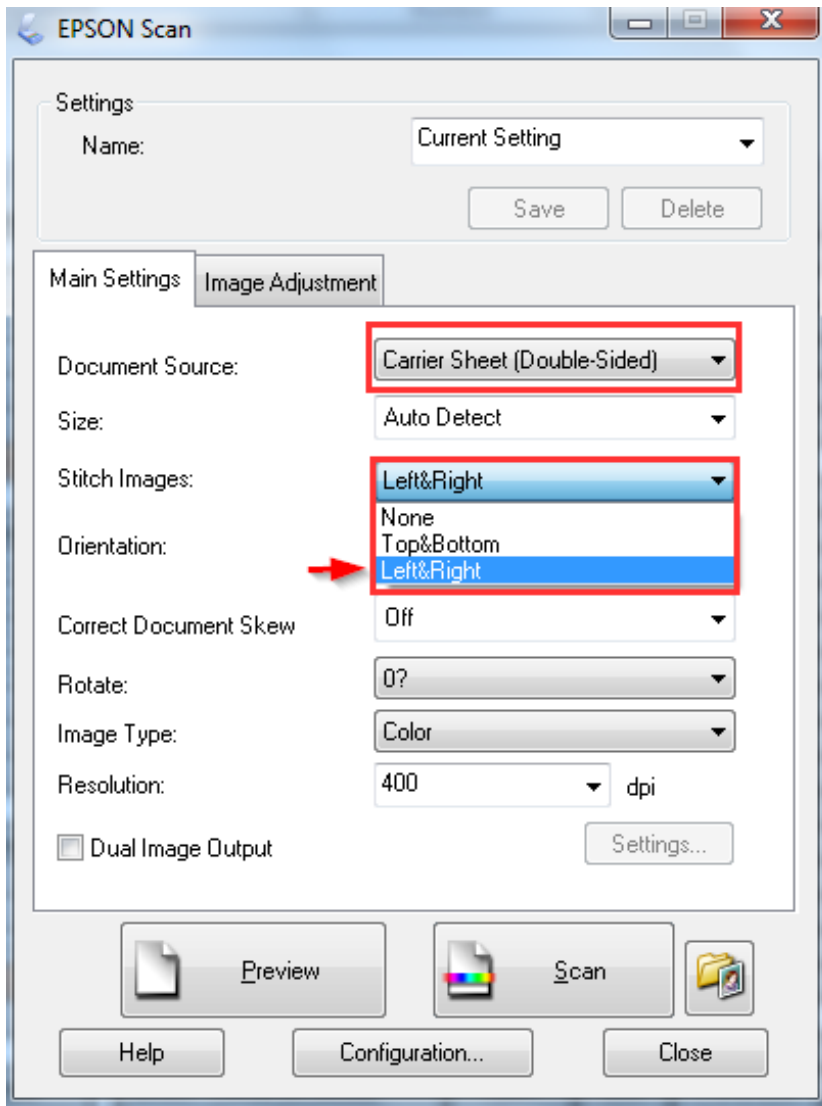 EPSON Scan
Settings
Name: Current Setting
Save Delete
Main Settings Image Adjustment
Document Source: Carrier Sheet (Double-Sided)
Size: Auto Detect
Stitch Images: Left&Right
None
Top&Bottom
Orientation:
Left&Right
Correct Document Skew Off
Rotate: 0?
Image Type: Color
Resolution: 400 dpi
Dual Image Output Settings...
Preview Scan
Help Configuration... Close